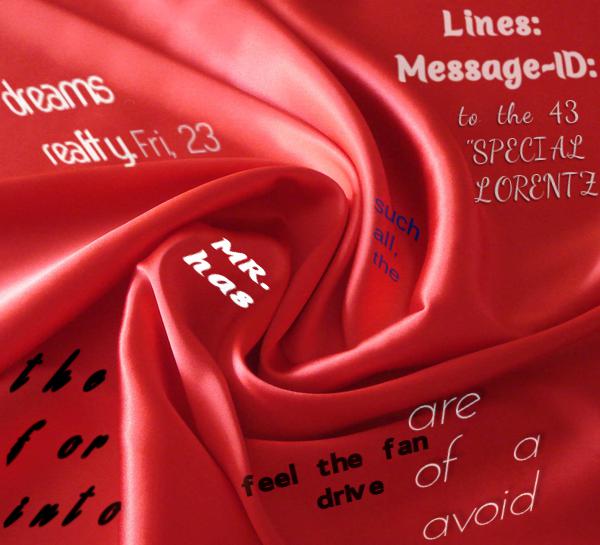 Lines:
Message-ID:
dreams
reality.Fri, 23
to the 43
"SPECIAL
LORENTZ
such
all,
the
MR.
has
the
for
into
are
of a
avoid
feel the fan
drive